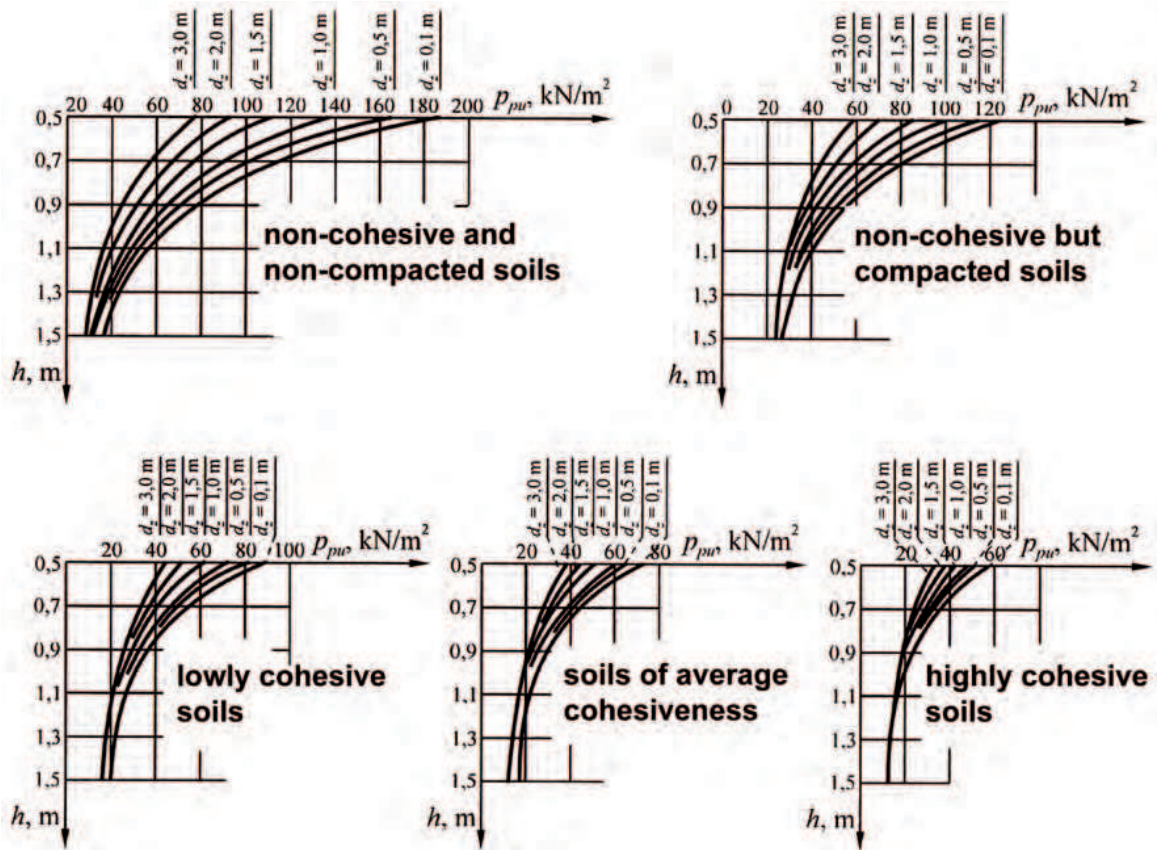 d_z = 3,0 m
d_z = 2,0 m
d_z = 1,5 m
d_z = 1,0 m
d_z = 0,5 m
d_z = 0,1 m
20 40 60 80 100 120 140 160 200 p_pu, kN/m²
0,5
0,7
0,9
1,1
1,3
1,5
h, m
non-cohesive and
non-compacted soils
d_z = 3,0 m
d_z = 2,0 m
d_z = 1,5 m
d_z = 1,0 m
d_z = 0,5 m
d_z = 0,1 m
0 20 40 60 80 100 120 p_pu, kN/m²
0,5
0,7
0,9
1,1
1,3
1,5
h, m
non-cohesive but
compacted soils
d_z = 3,0 m
d_z = 2,0 m
d_z = 1,5 m
d_z = 1,0 m
d_z = 0,5 m
d_z = 0,1 m
20 40 60 80 100 p_pu, kN/m²
0,5
0,7
0,9
1,1
1,3
1,5
h, m
lowly cohesive
soils
d_z = 3,0 m
d_z = 2,0 m
d_z = 1,5 m
d_z = 1,0 m
d_z = 0,5 m
d_z = 0,1 m
20 40 60 80 p_pu, kN/m²
0,5
0,7
0,9
1,1
1,3
1,5
h, m
soils of average
cohesiveness
d_z = 3,0 m
d_z = 2,0 m
d_z = 1,5 m
d_z = 1,0 m
d_z = 0,5 m
d_z = 0,1 m
20 40 60 p_pu, kN/m²
0,5
0,7
0,9
1,1
1,3
1,5
h, m
highly cohesive
soils